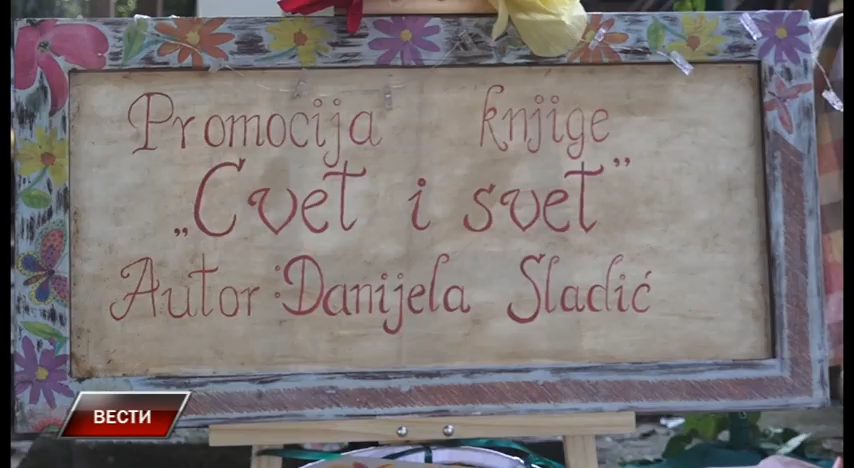 Promocija knjige
„Cvet i svet”
Autor: Danijela Sladić
ВЕСТИ